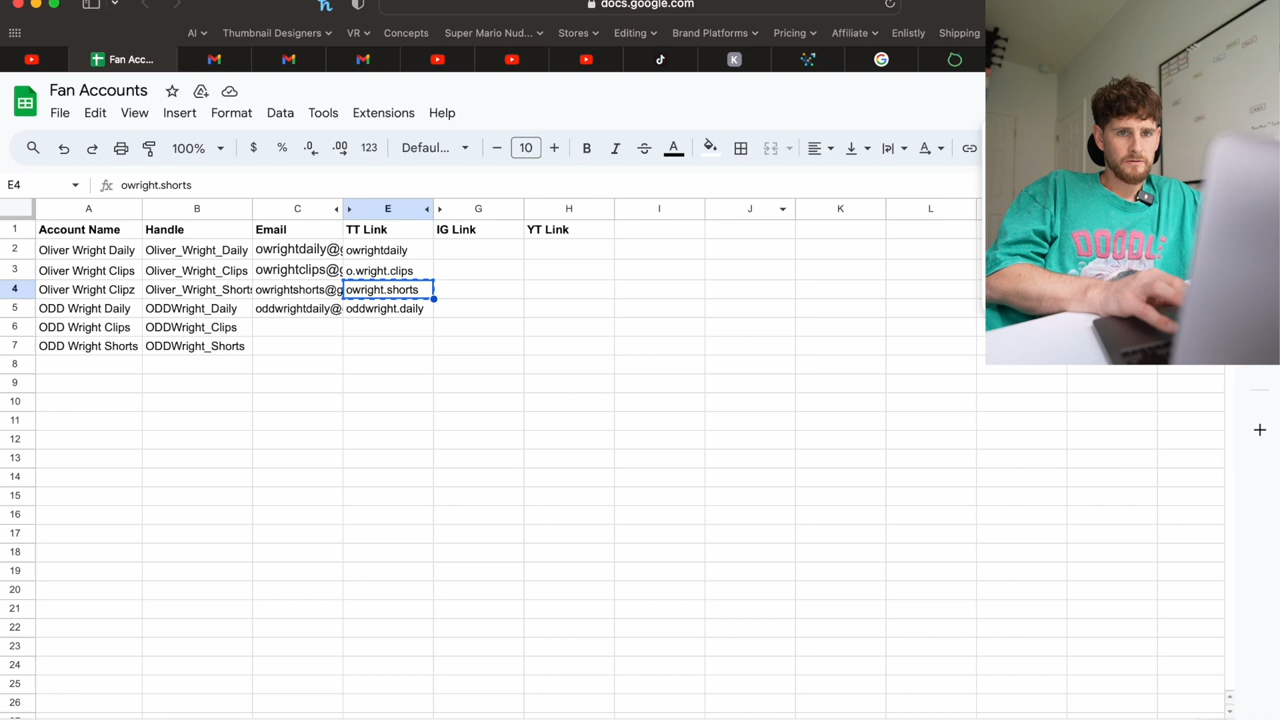 docs.google.com
AI Thumbnail Designers VR Concepts Super Mario Nud... Stores Editing Brand Platforms Pricing Affiliate Enlistly Shipping
Fan Acc... K
Fan Accounts
File Edit View Insert Format Data Tools Extensions Help
100% $ % .0 .00 123 Defaul... 10 B I A
E4 fx owright.shorts
A B C E G H I J K L
1 Account Name Handle Email TT Link IG Link YT Link
2 Oliver Wright Daily Oliver_Wright_Daily owrightdaily@g owrightdaily
3 Oliver Wright Clips Oliver_Wright_Clips owrightclips@g o.wright.clips
4 Oliver Wright Clipz Oliver_Wright_Shorts owrightshorts@g owright.shorts
5 ODD Wright Daily ODDWright_Daily oddwrightdaily@ oddwright.daily
6 ODD Wright Clips ODDWright_Clips
7 ODD Wright Shorts ODDWright_Shorts
8
9
10
11
12
13
14
15
16
17
18
19
20
21
22
23
24
25
26
DOODLE